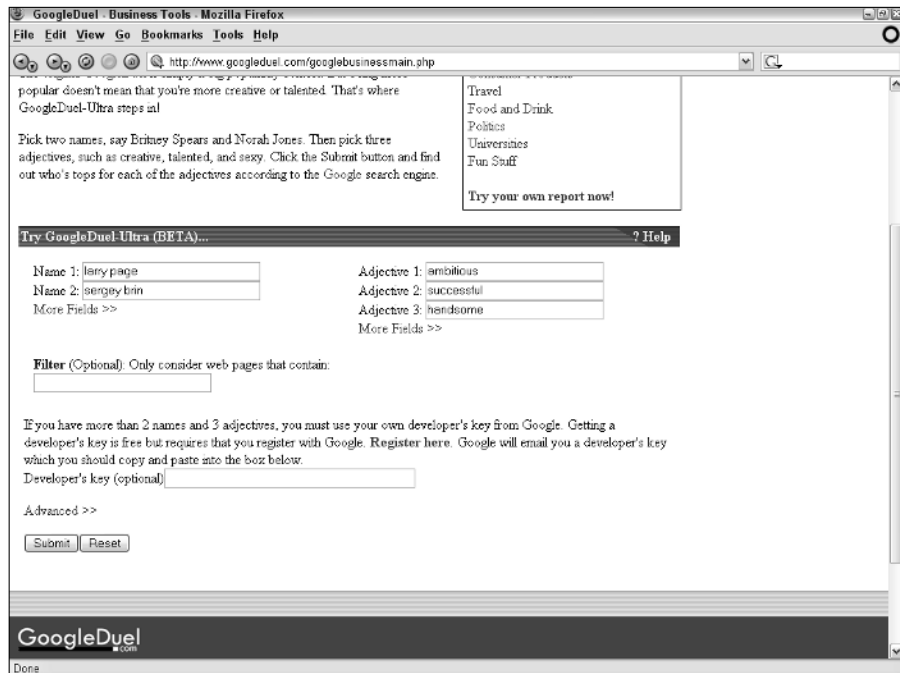 GoogleDuel - Business Tools - Mozilla Firefox
File Edit View Go Bookmarks Tools Help
http://www.googleduel.com/googlebusinessmain.php
popular doesn't mean that you're more creative or talented. That's where
GoogleDuel-Ultra steps in!
Pick two names, say Britney Spears and Norah Jones. Then pick three
adjectives, such as creative, talented, and sexy. Click the Submit button and find
out who's tops for each of the adjectives according to the Google search engine.
Travel
Food and Drink
Politics
Universities
Fun Stuff
Try your own report now!
Try GoogleDuel-Ultra (BETA)... ? Help
Name 1: larry page
Name 2: sergey brin
More Fields >>
Adjective 1: ambitious
Adjective 2: successful
Adjective 3: handsome
More Fields >>
Filter (Optional): Only consider web pages that contain:
If you have more than 2 names and 3 adjectives, you must use your own developer's key from Google. Getting a
developer's key is free but requires that you register with Google. Register here. Google will email you a developer's key
which you should copy and paste into the box below.
Developer's key (optional)
Advanced >>
Submit Reset
GoogleDuel
.com
Done